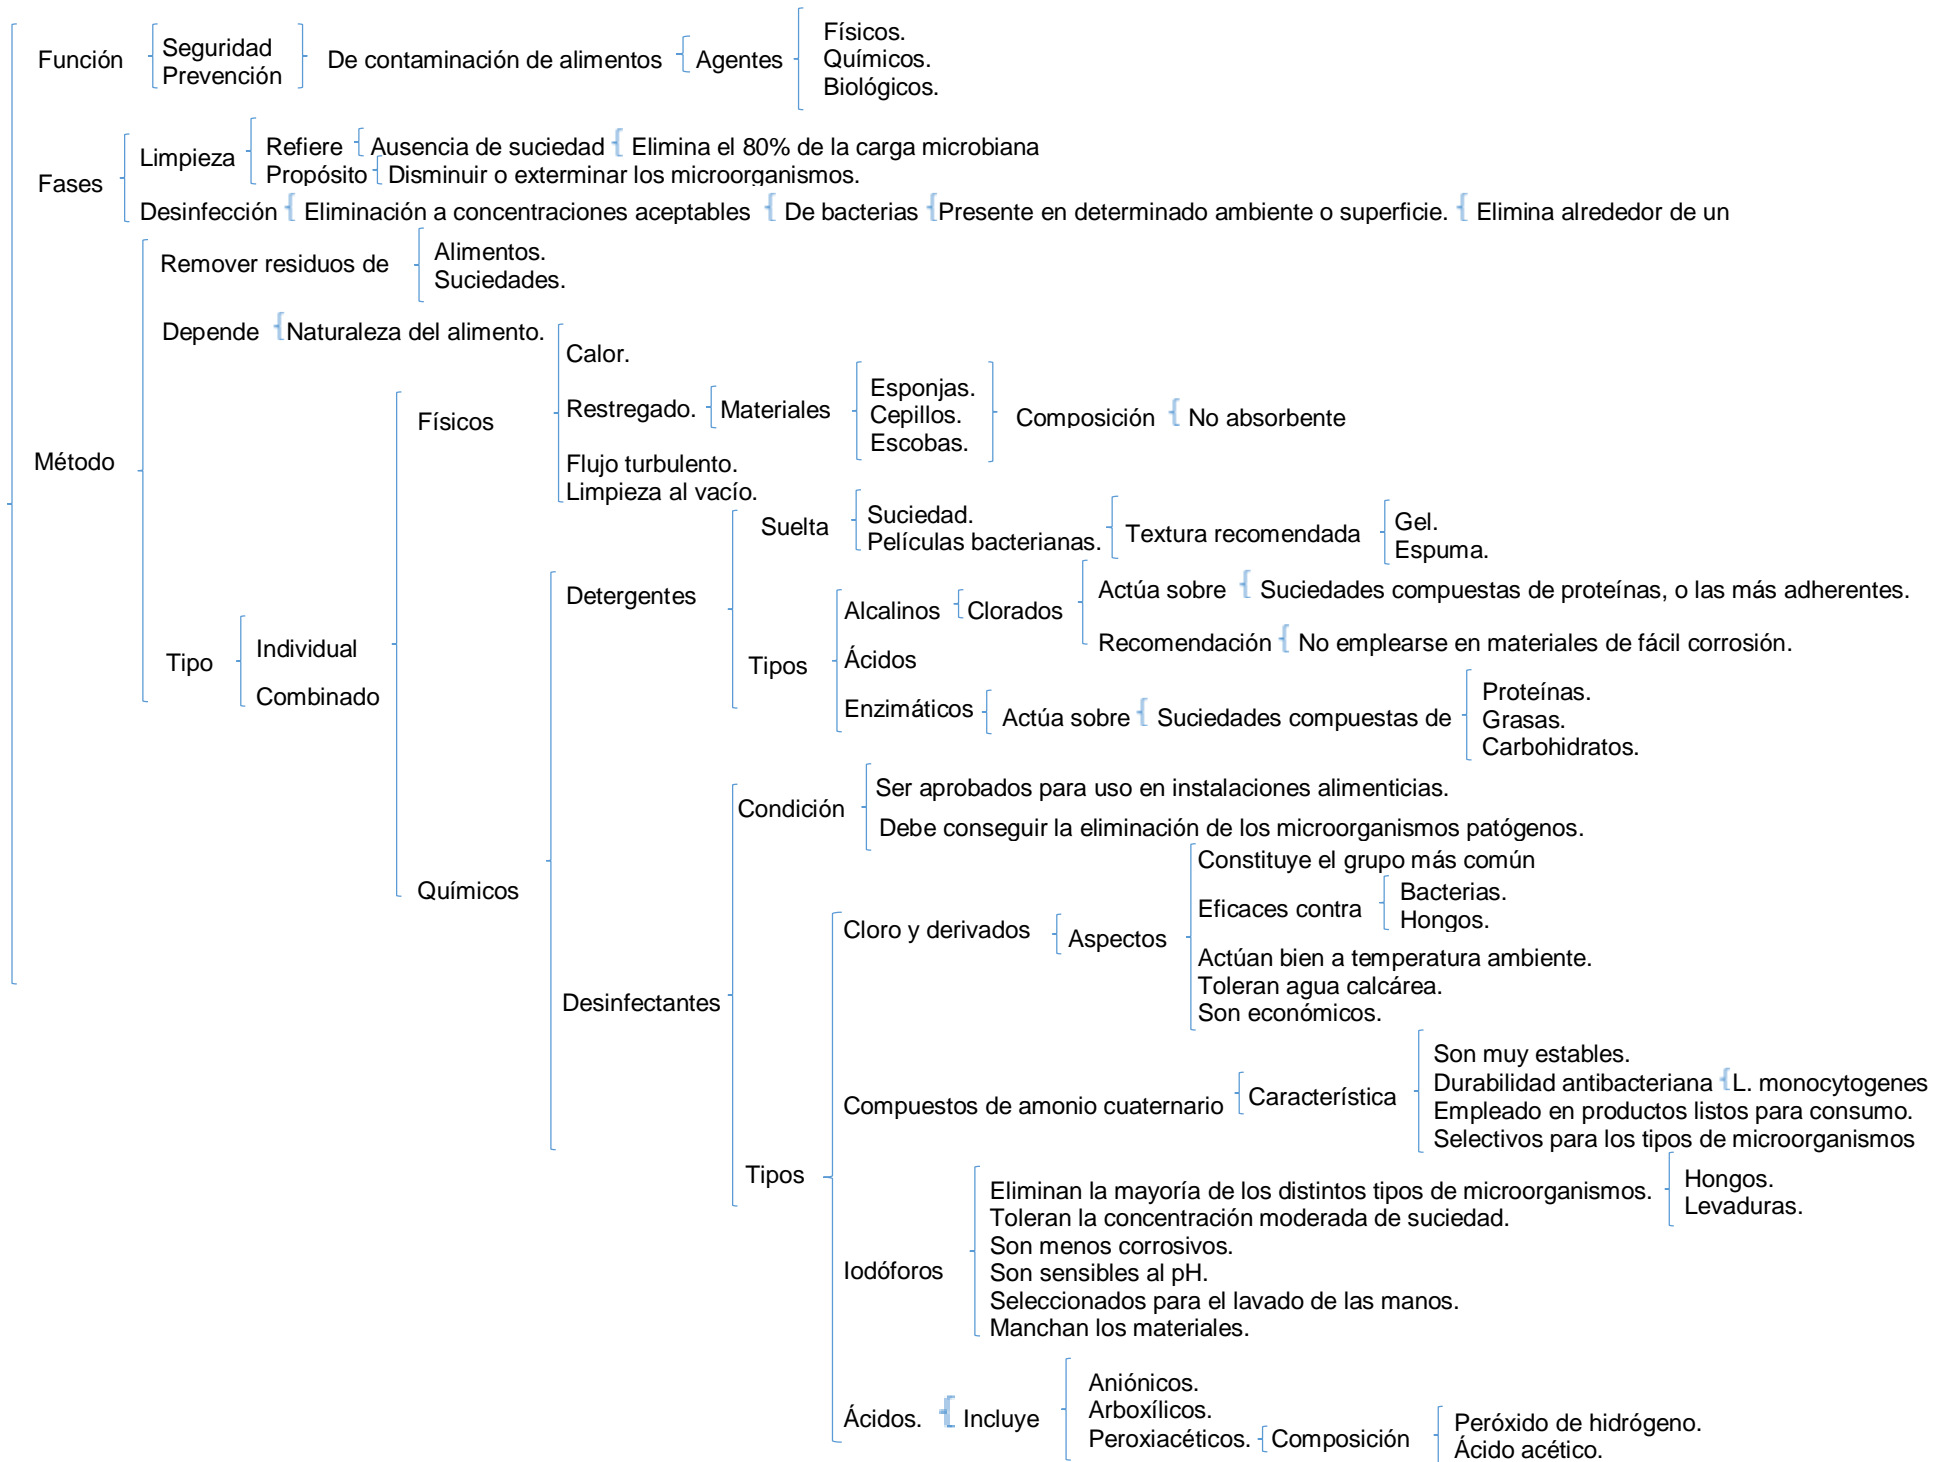 Función
Seguridad
Prevención
De contaminación de alimentos
Agentes
Físicos.
Químicos.
Biológicos.
Fases
Limpieza
Refiere
Ausencia de suciedad
Elimina el 80% de la carga microbiana
Propósito
Disminuir o exterminar los microorganismos.
Desinfección
Eliminación a concentraciones aceptables
De bacterias
Presente en determinado ambiente o superficie.
Elimina alrededor de un
Método
Remover residuos de
Alimentos.
Suciedades.
Depende
Naturaleza del alimento.
Tipo
Individual
Combinado
Físicos
Calor.
Restregado.
Materiales
Esponjas.
Cepillos.
Escobas.
Composición
No absorbente
Flujo turbulento.
Limpieza al vacío.
Químicos
Detergentes
Suelta
Suciedad.
Películas bacterianas.
Textura recomendada
Gel.
Espuma.
Tipos
Alcalinos
Clorados
Actúa sobre
Suciedades compuestas de proteínas, o las más adherentes.
Recomendación
No emplearse en materiales de fácil corrosión.
Ácidos
Enzimáticos
Actúa sobre
Suciedades compuestas de
Proteínas.
Grasas.
Carbohidratos.
Desinfectantes
Condición
Ser aprobados para uso en instalaciones alimenticias.
Debe conseguir la eliminación de los microorganismos patógenos.
Tipos
Cloro y derivados
Aspectos
Constituye el grupo más común
Eficaces contra
Bacterias.
Hongos.
Actúan bien a temperatura ambiente.
Toleran agua calcárea.
Son económicos.
Compuestos de amonio cuaternario
Característica
Son muy estables.
Durabilidad antibacteriana
L. monocytogenes
Empleado en productos listos para consumo.
Selectivos para los tipos de microorganismos
Iodóforos
Eliminan la mayoría de los distintos tipos de microorganismos.
Hongos.
Levaduras.
Toleran la concentración moderada de suciedad.
Son menos corrosivos.
Son sensibles al pH.
Seleccionados para el lavado de las manos.
Manchan los materiales.
Ácidos.
Incluye
Aniónicos.
Arboxílicos.
Peroxiacéticos.
Composición
Peróxido de hidrógeno.
Ácido acético.